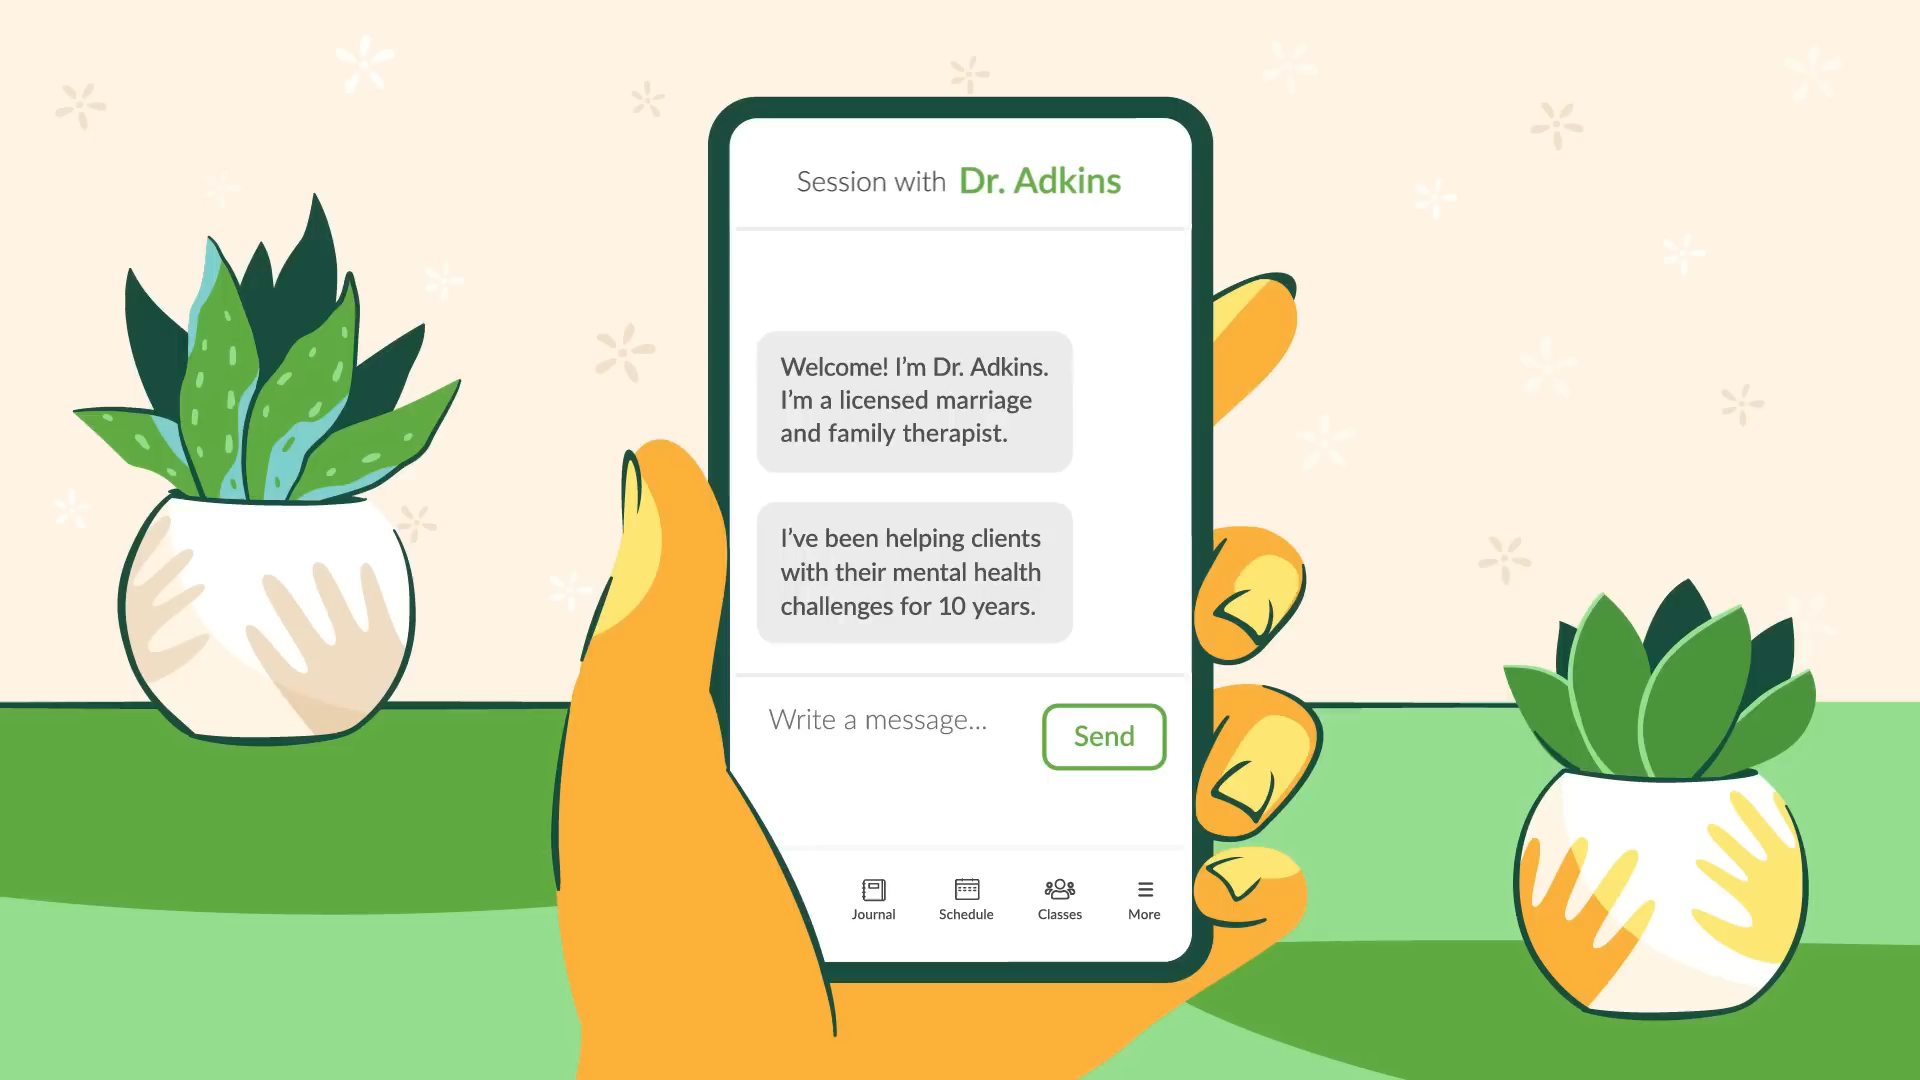 Session with Dr. Adkins
Welcome! I’m Dr. Adkins.
I’m a licensed marriage
and family therapist.
I’ve been helping clients
with their mental health
challenges for 10 years.
Write a message...
Send
Journal
Schedule
Classes
More